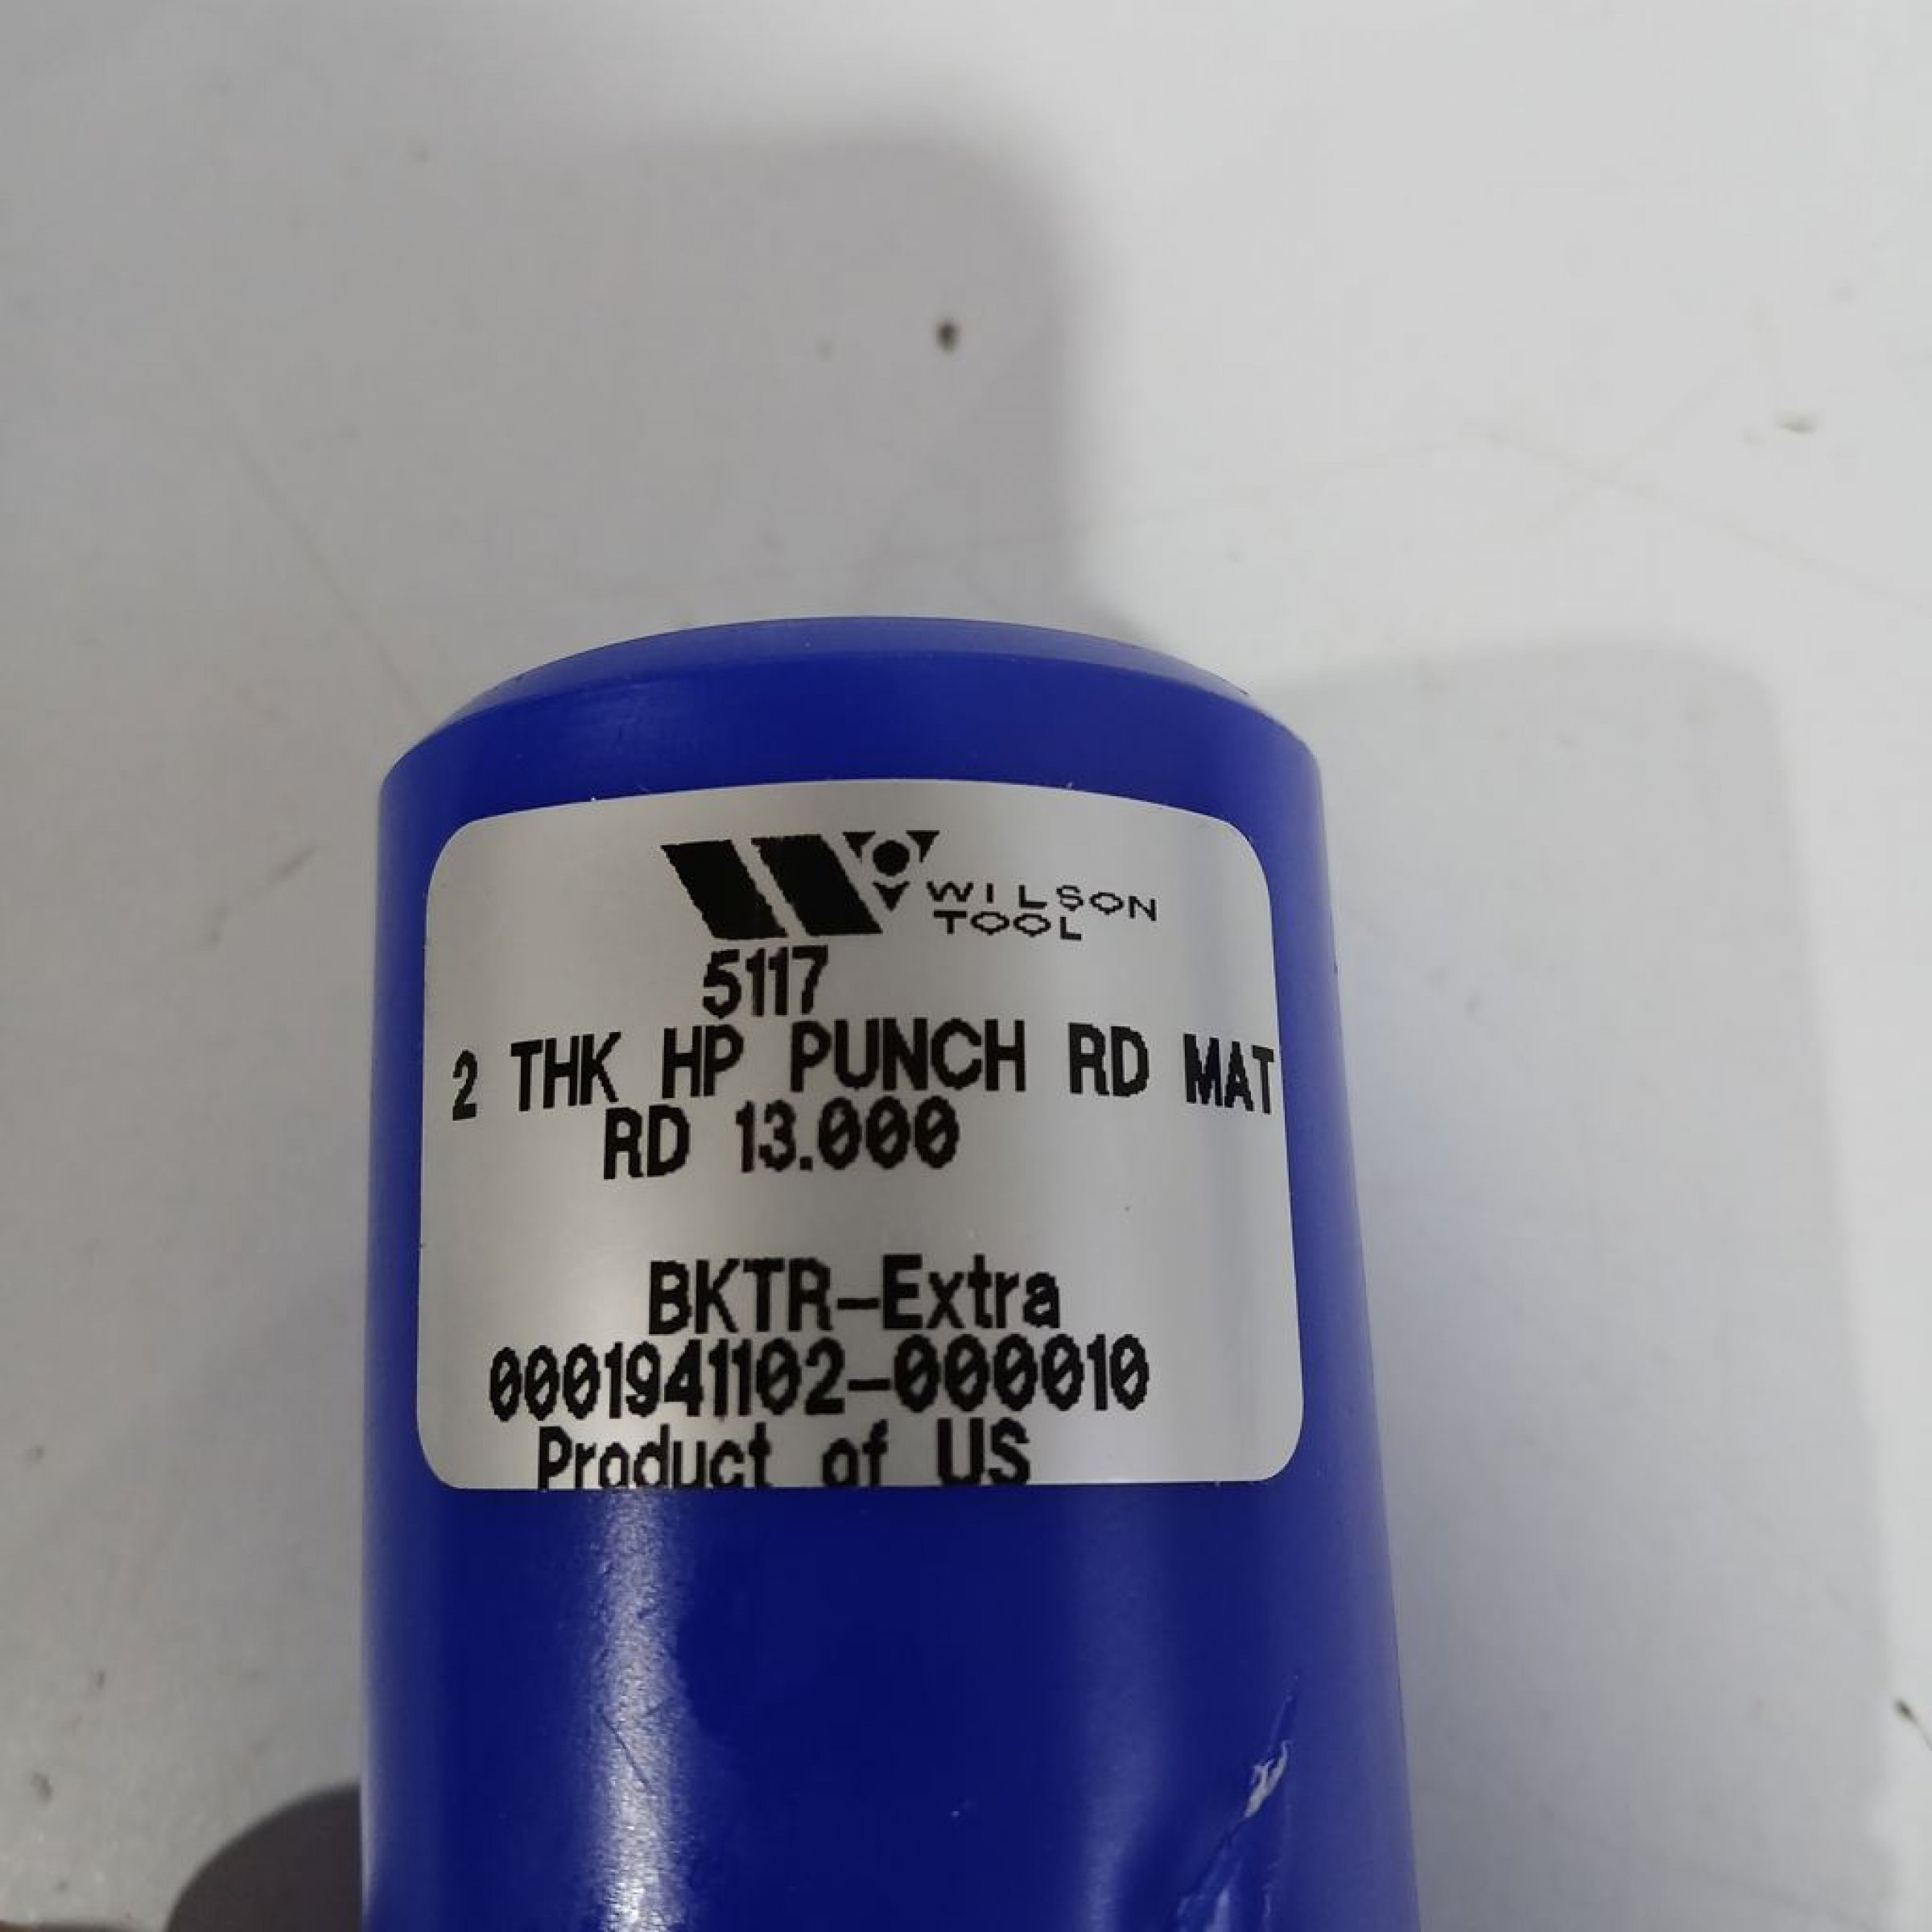 WILSON
TOOL
5117
2 THK HP PUNCH RD MAT
RD 13.000
BKTR-Extra
0001941102-000010
Product of US